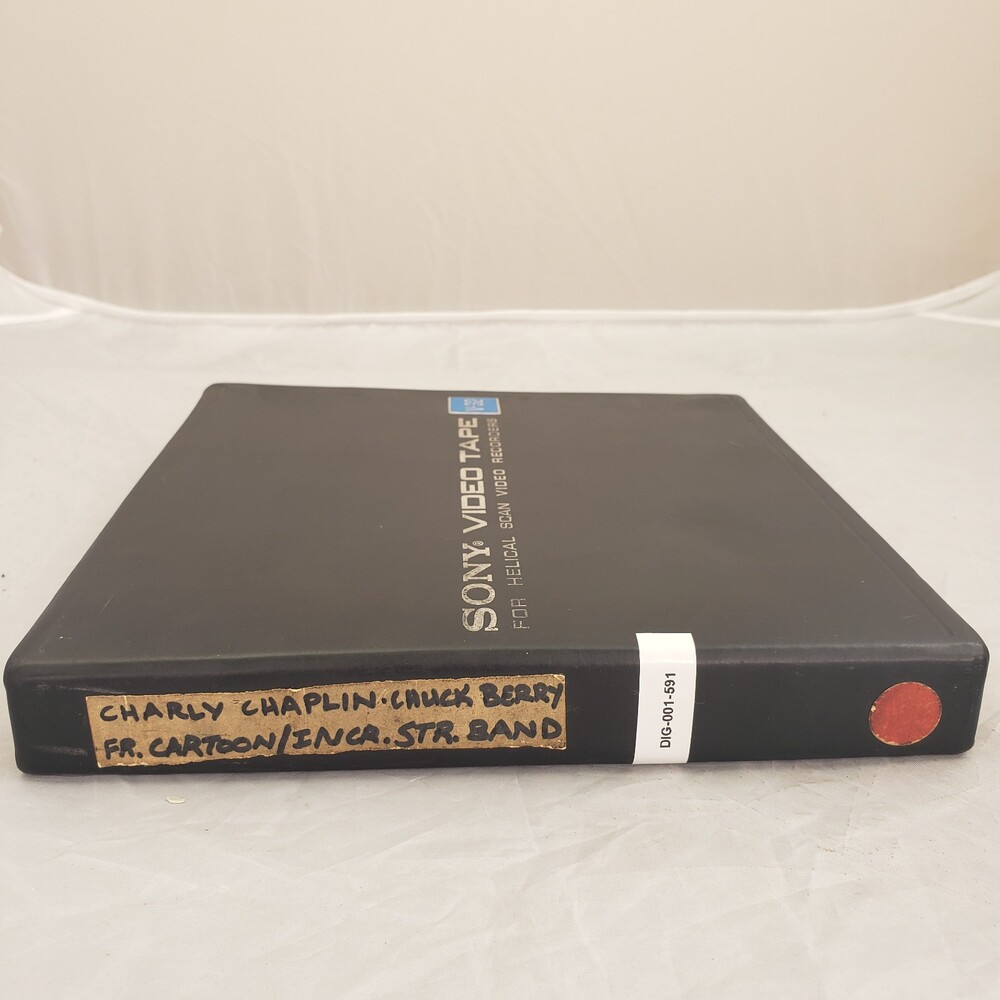 V-32
SONY® VIDEO TAPE
FOR HELICAL SCAN VIDEO RECORDERS
CHARLY CHAPLIN·CHUCK BERRY
FR. CARTOON/INCR. STR. BAND
DIG-001-591